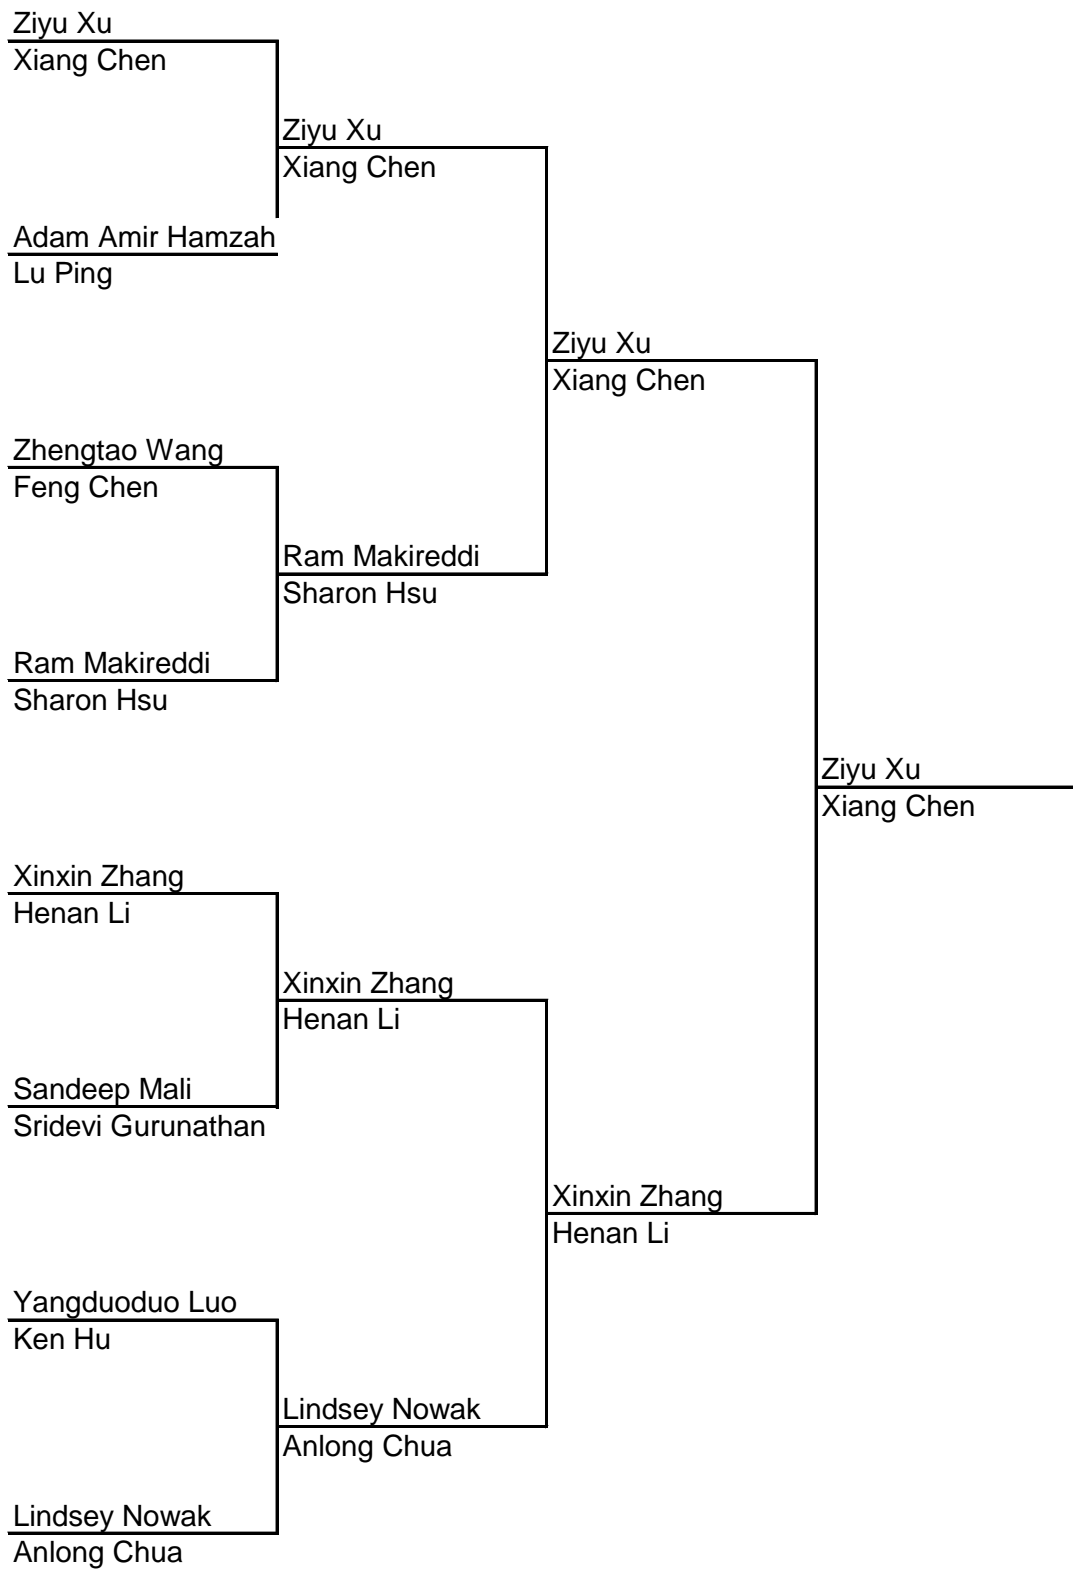 Ziyu Xu
Xiang Chen
Ziyu Xu
Xiang Chen
Adam Amir Hamzah
Lu Ping
Ziyu Xu
Xiang Chen
Zhengtao Wang
Feng Chen
Ram Makireddi
Sharon Hsu
Ram Makireddi
Sharon Hsu
Ziyu Xu
Xiang Chen
Xinxin Zhang
Henan Li
Xinxin Zhang
Henan Li
Sandeep Mali
Sridevi Gurunathan
Xinxin Zhang
Henan Li
Yangduoduo Luo
Ken Hu
Lindsey Nowak
Anlong Chua
Lindsey Nowak
Anlong Chua